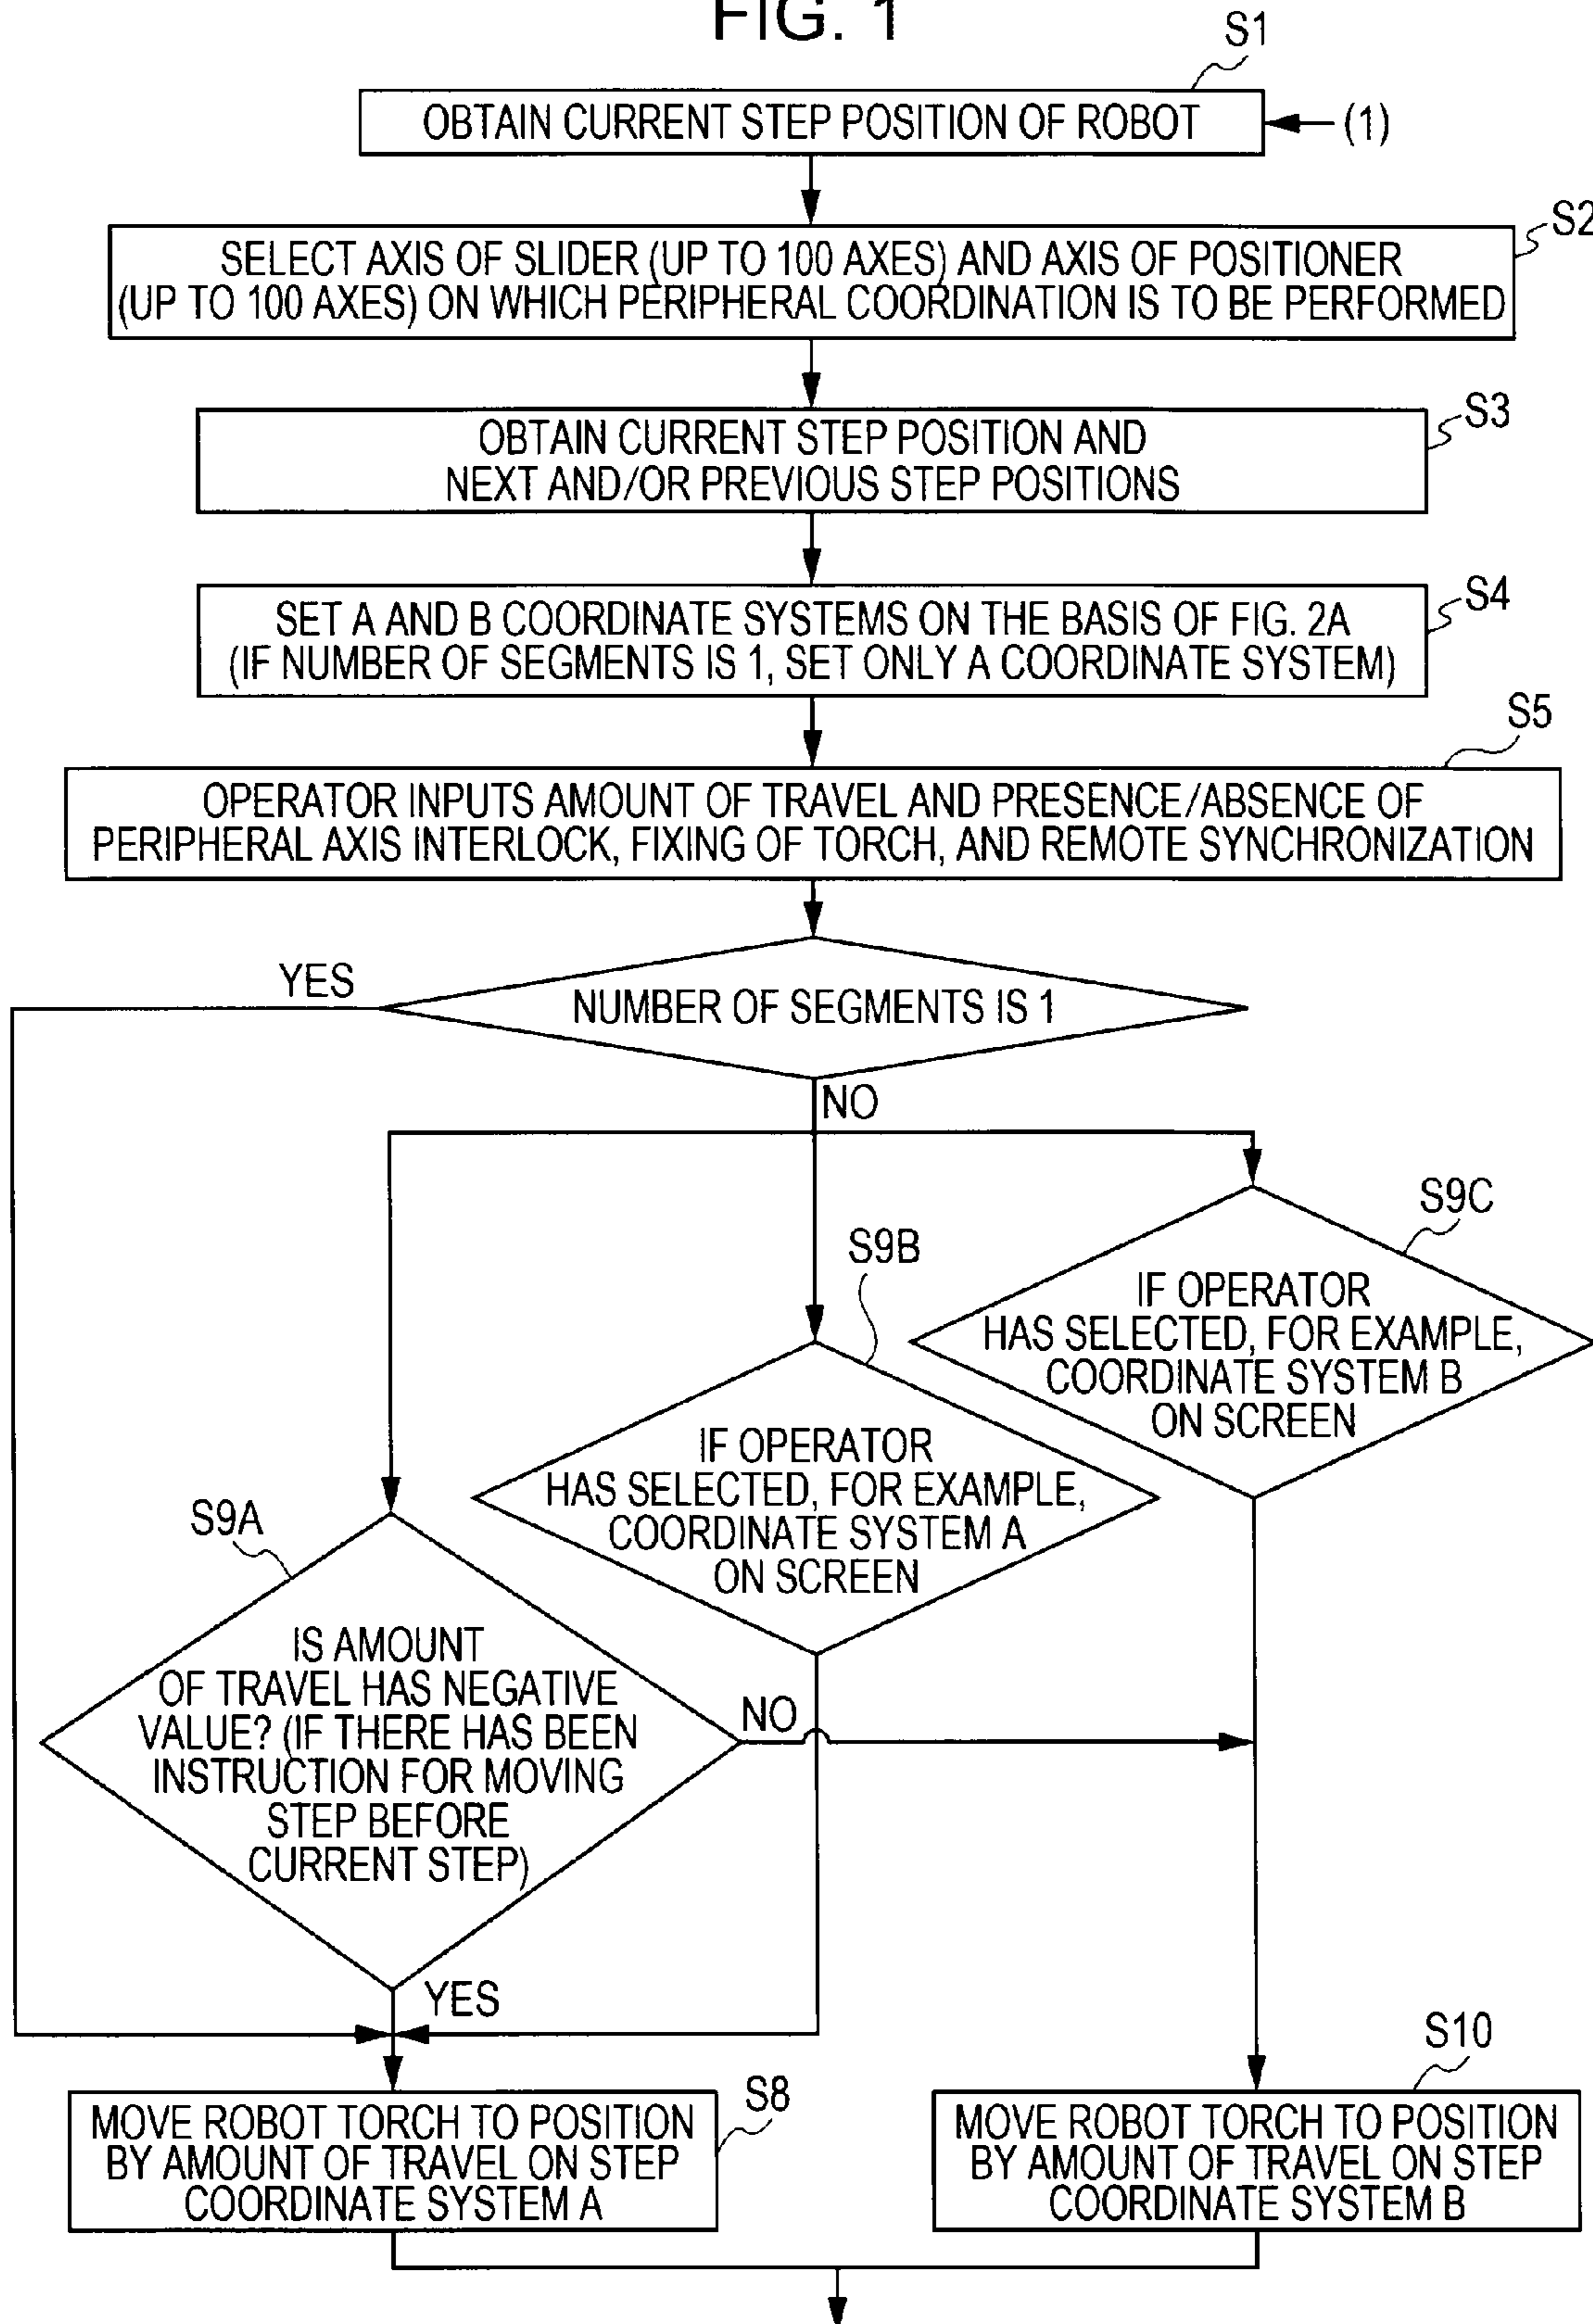 FIG. 1
S1
OBTAIN CURRENT STEP POSITION OF ROBOT
(1)
S2
SELECT AXIS OF SLIDER (UP TO 100 AXES) AND AXIS OF POSITIONER
(UP TO 100 AXES) ON WHICH PERIPHERAL COORDINATION IS TO BE PERFORMED
S3
OBTAIN CURRENT STEP POSITION AND
NEXT AND/OR PREVIOUS STEP POSITIONS
S4
SET A AND B COORDINATE SYSTEMS ON THE BASIS OF FIG. 2A
(IF NUMBER OF SEGMENTS IS 1, SET ONLY A COORDINATE SYSTEM)
S5
OPERATOR INPUTS AMOUNT OF TRAVEL AND PRESENCE/ABSENCE OF
PERIPHERAL AXIS INTERLOCK, FIXING OF TORCH, AND REMOTE SYNCHRONIZATION
YES
NUMBER OF SEGMENTS IS 1
NO
S9C
IF OPERATOR
HAS SELECTED, FOR EXAMPLE,
COORDINATE SYSTEM B
ON SCREEN
S9B
IF OPERATOR
HAS SELECTED, FOR EXAMPLE,
COORDINATE SYSTEM A
ON SCREEN
S9A
IS AMOUNT
OF TRAVEL HAS NEGATIVE
VALUE? (IF THERE HAS BEEN
INSTRUCTION FOR MOVING
STEP BEFORE
CURRENT STEP)
NO
YES
S8
MOVE ROBOT TORCH TO POSITION
BY AMOUNT OF TRAVEL ON STEP
COORDINATE SYSTEM A
S10
MOVE ROBOT TORCH TO POSITION
BY AMOUNT OF TRAVEL ON STEP
COORDINATE SYSTEM B